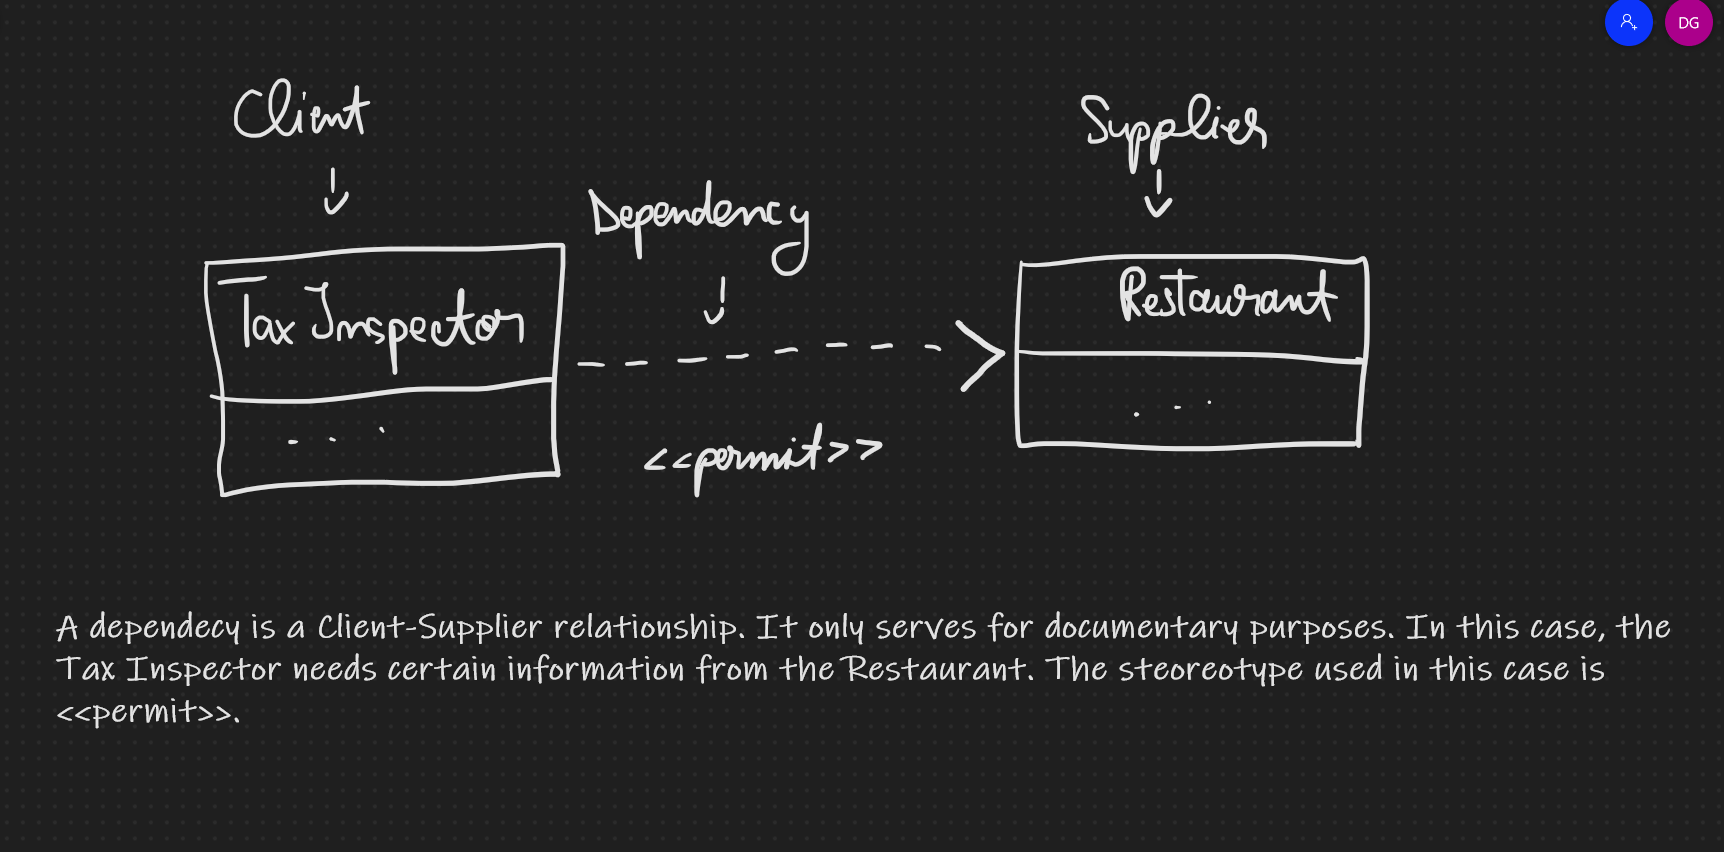 DG
Client
Supplier
Dependency
Tax Inspector
Restaurant
...
...
<<permit>>
A dependecy is a Client-Supplier relationship. It only serves for documentary purposes. In this case, the
Tax Inspector needs certain information from the Restaurant. The steoreotype used in this case is
<<permit>>.